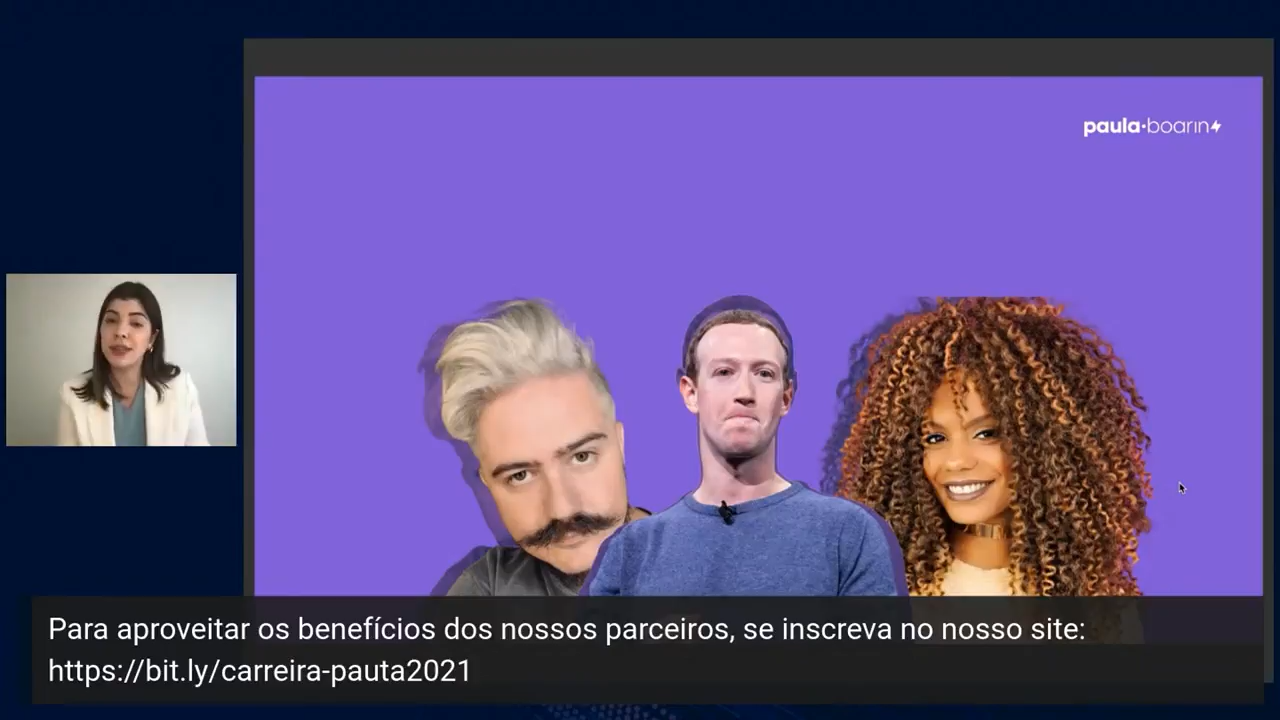 paula·boarin
Para aproveitar os benefícios dos nossos parceiros, se inscreva no nosso site:
https://bit.ly/carreira-pauta2021